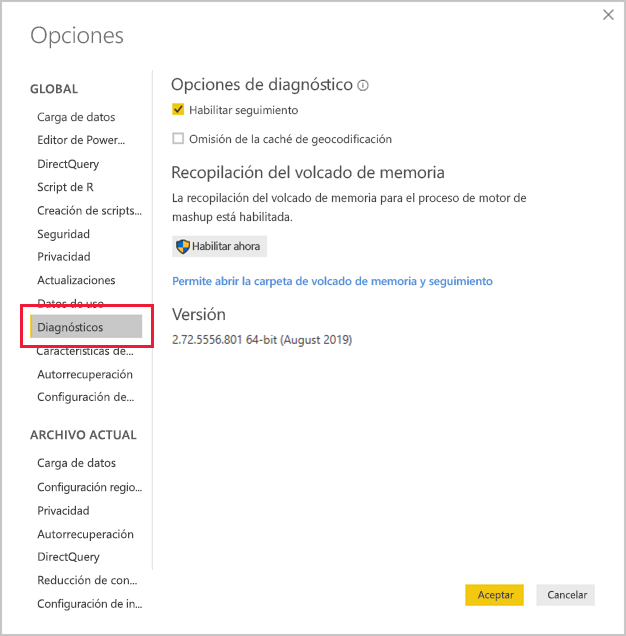 Opciones
GLOBAL
Carga de datos
Editor de Power...
DirectQuery
Script de R
Creación de scripts...
Seguridad
Privacidad
Actualizaciones
Datos de uso
Diagnósticos
Características de...
Autorrecuperación
Configuración de...
ARCHIVO ACTUAL
Carga de datos
Configuración regio...
Privacidad
Autorrecuperación
DirectQuery
Reducción de con...
Configuración de in...
Opciones de diagnóstico
Habilitar seguimiento
Omisión de la caché de geocodificación
Recopilación del volcado de memoria
La recopilación del volcado de memoria para el proceso de motor de
mashup está habilitada.
Habilitar ahora
Permite abrir la carpeta de volcado de memoria y seguimiento
Versión
2.72.5556.801 64-bit (August 2019)
Aceptar
Cancelar